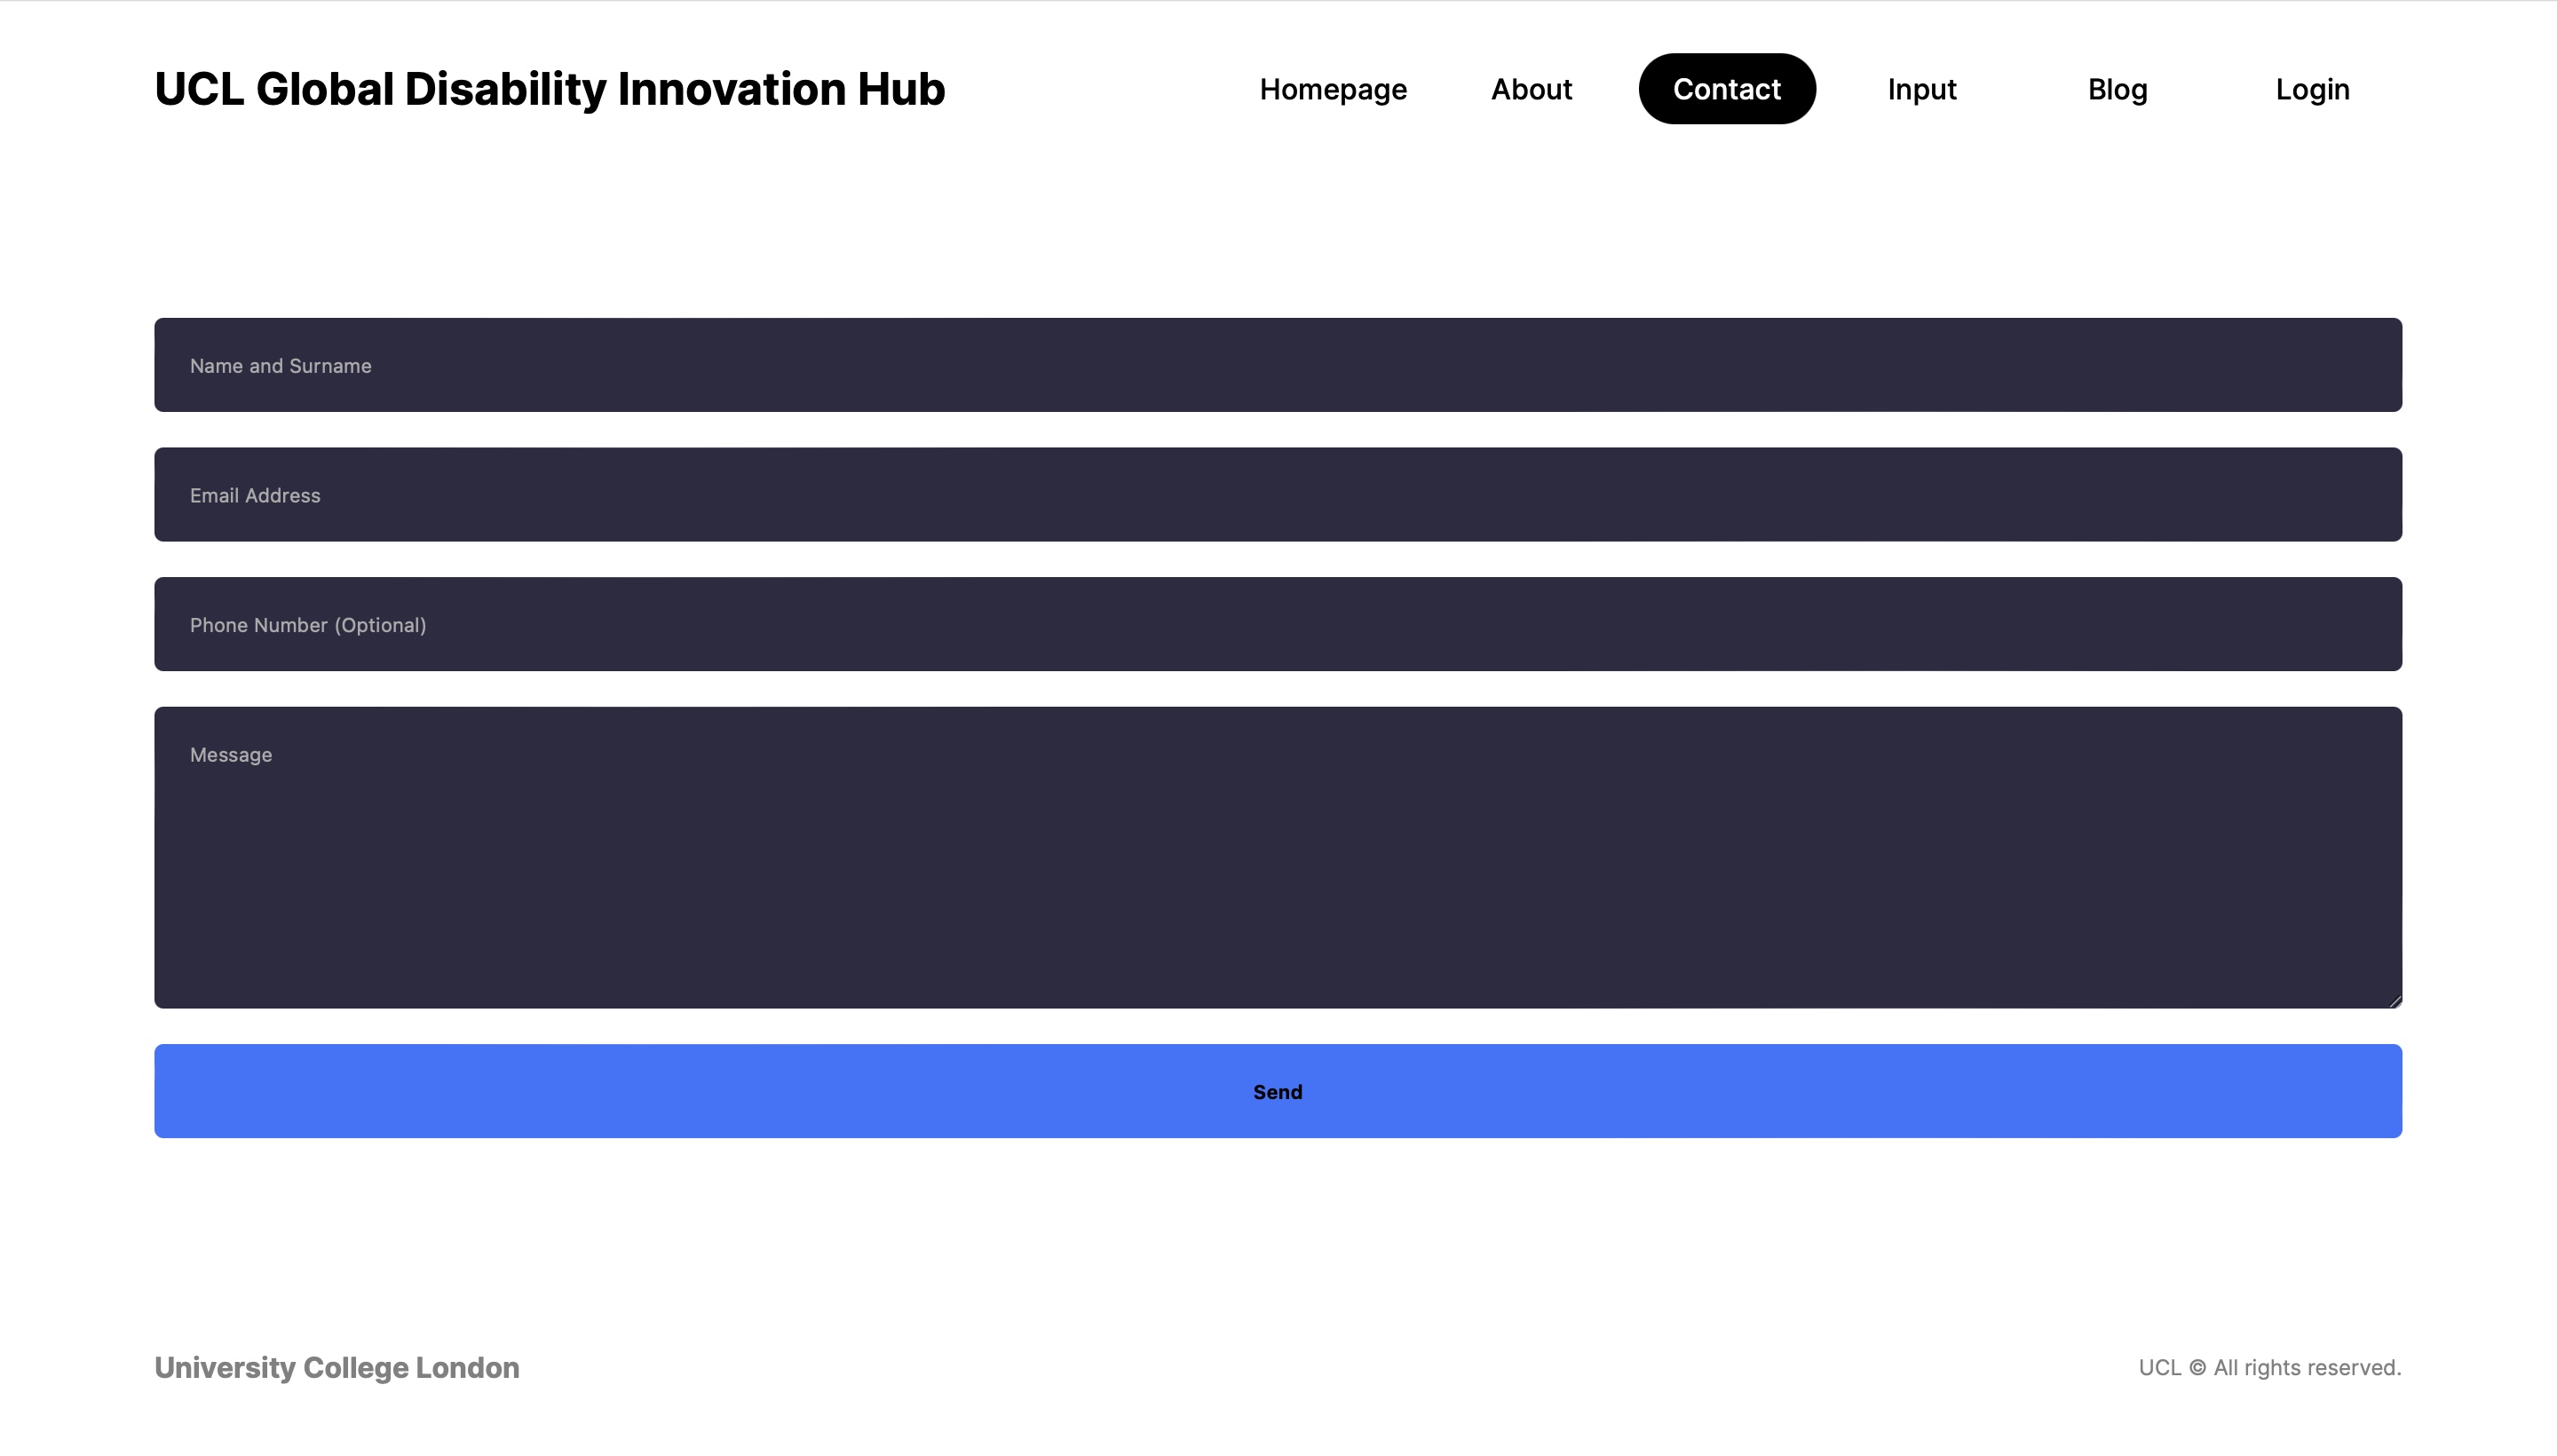 UCL Global Disability Innovation Hub
Homepage
About
Contact
Input
Blog
Login
Name and Surname
Email Address
Phone Number (Optional)
Message
Send
University College London
UCL © All rights reserved.